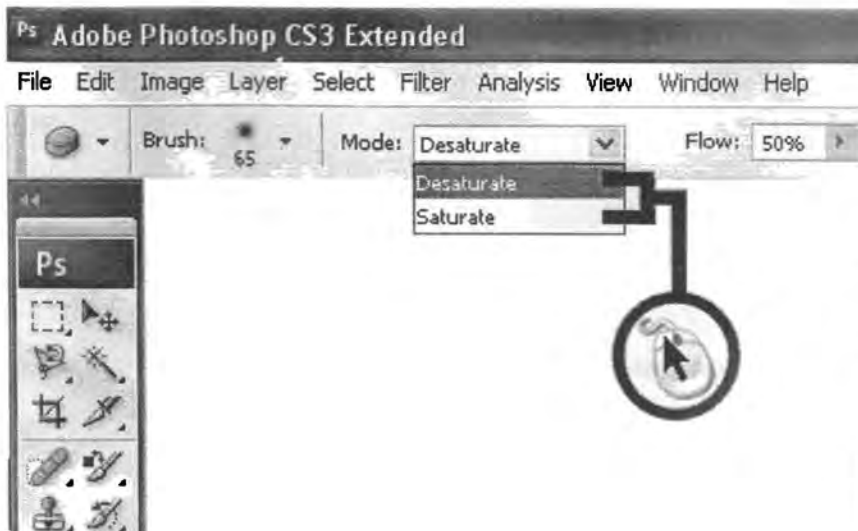 Ps Adobe Photoshop CS3 Extended
File Edit Image Layer Select Filter Analysis View Window Help
Brush: 65 Mode: Desaturate Flow: 50%
Desaturate
Saturate
Ps